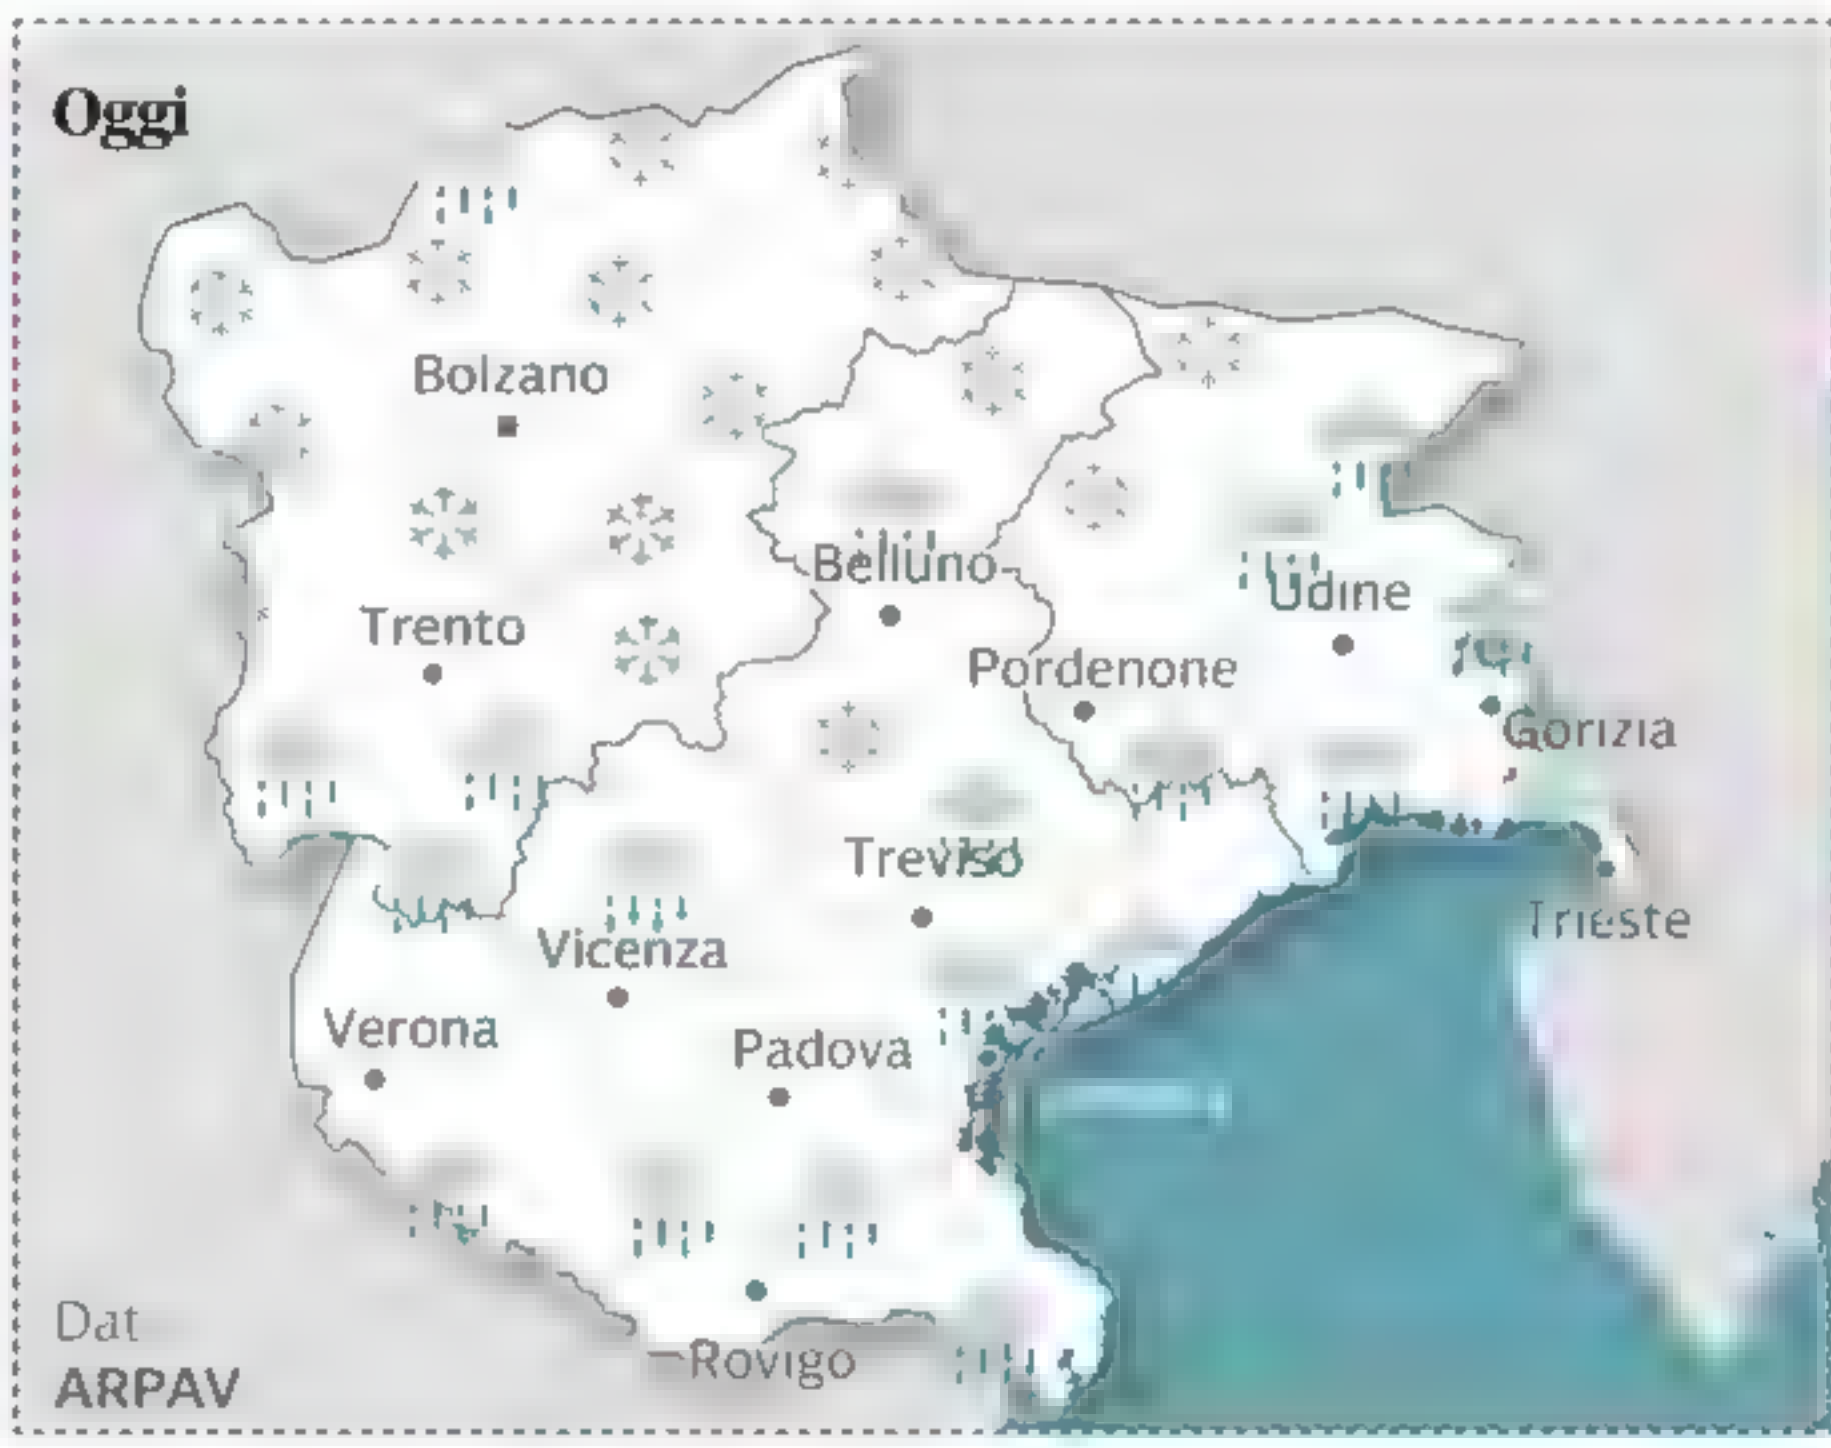 Oggi
Bolzano
Belluno
Udine
Trento
Pordenone
Gorizia
Treviso
Trieste
Vicenza
Verona
Padova
Rovigo
Dat
ARPAV